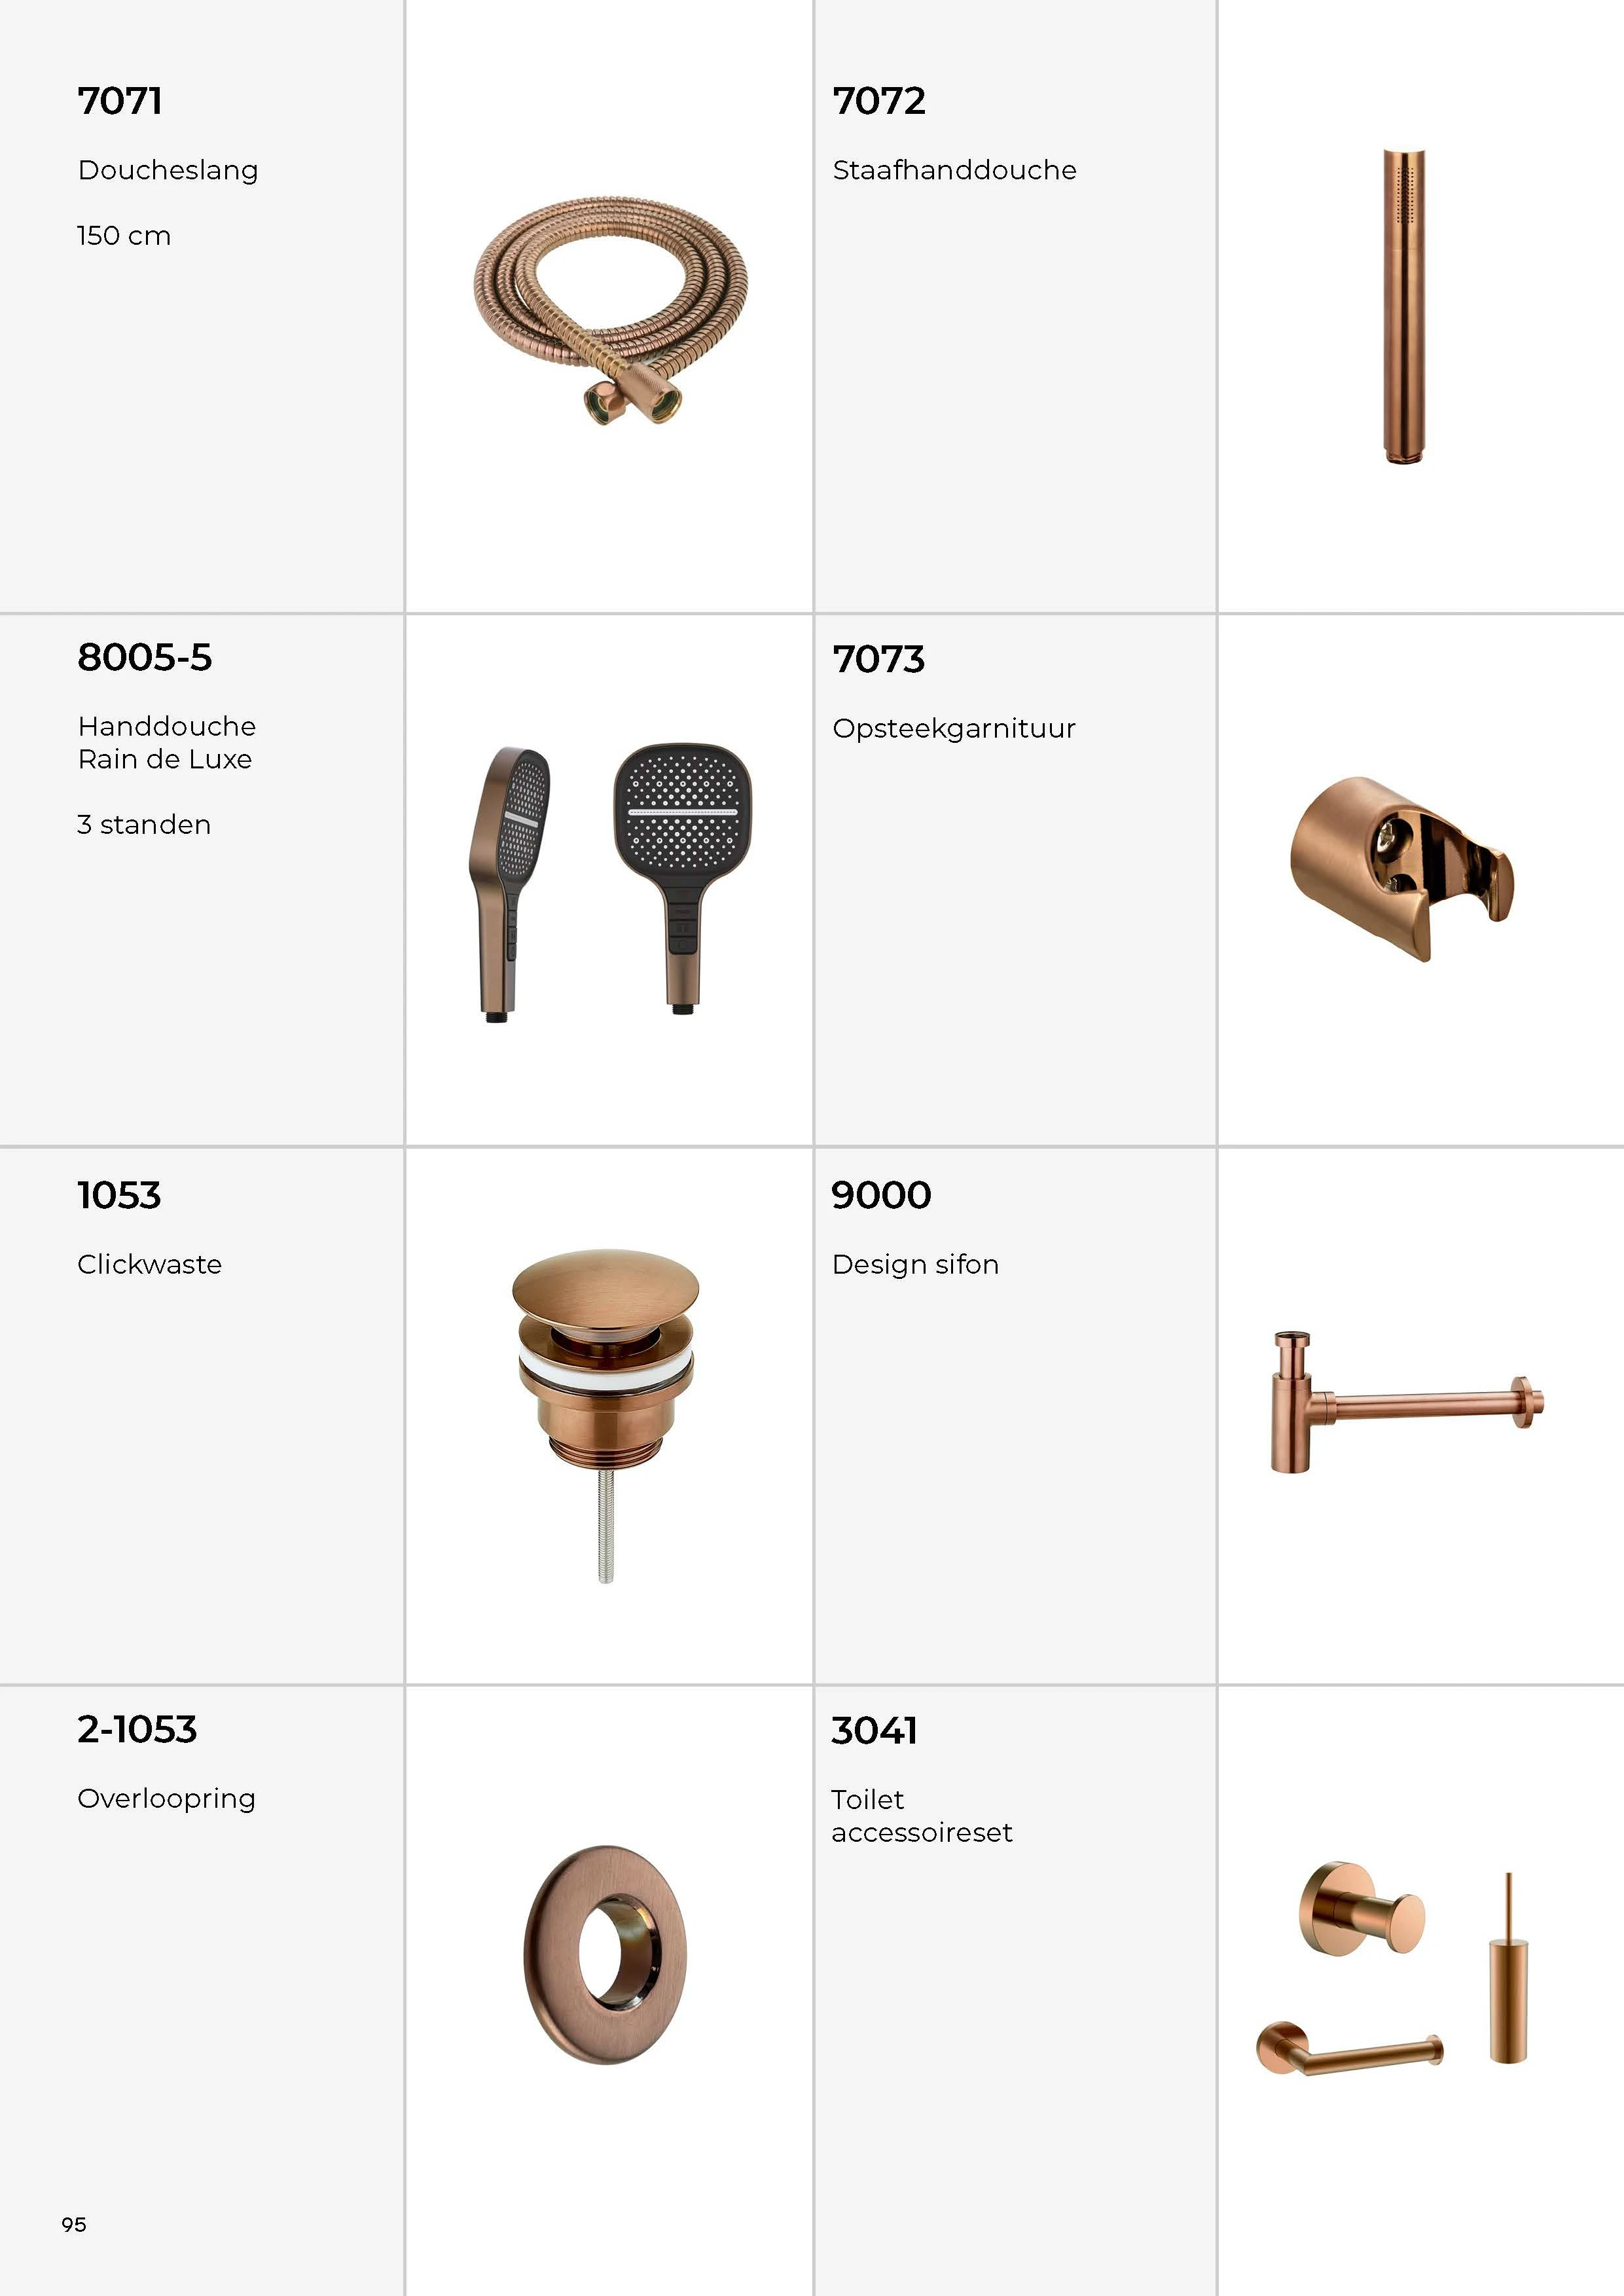 7071
Doucheslang
150 cm
7072
Staafhanddouche
8005-5
Handdouche
Rain de Luxe
3 standen
7073
Opsteekgarnituur
1053
Clickwaste
9000
Design sifon
2-1053
Overloopring
3041
Toilet
accessoireset
95